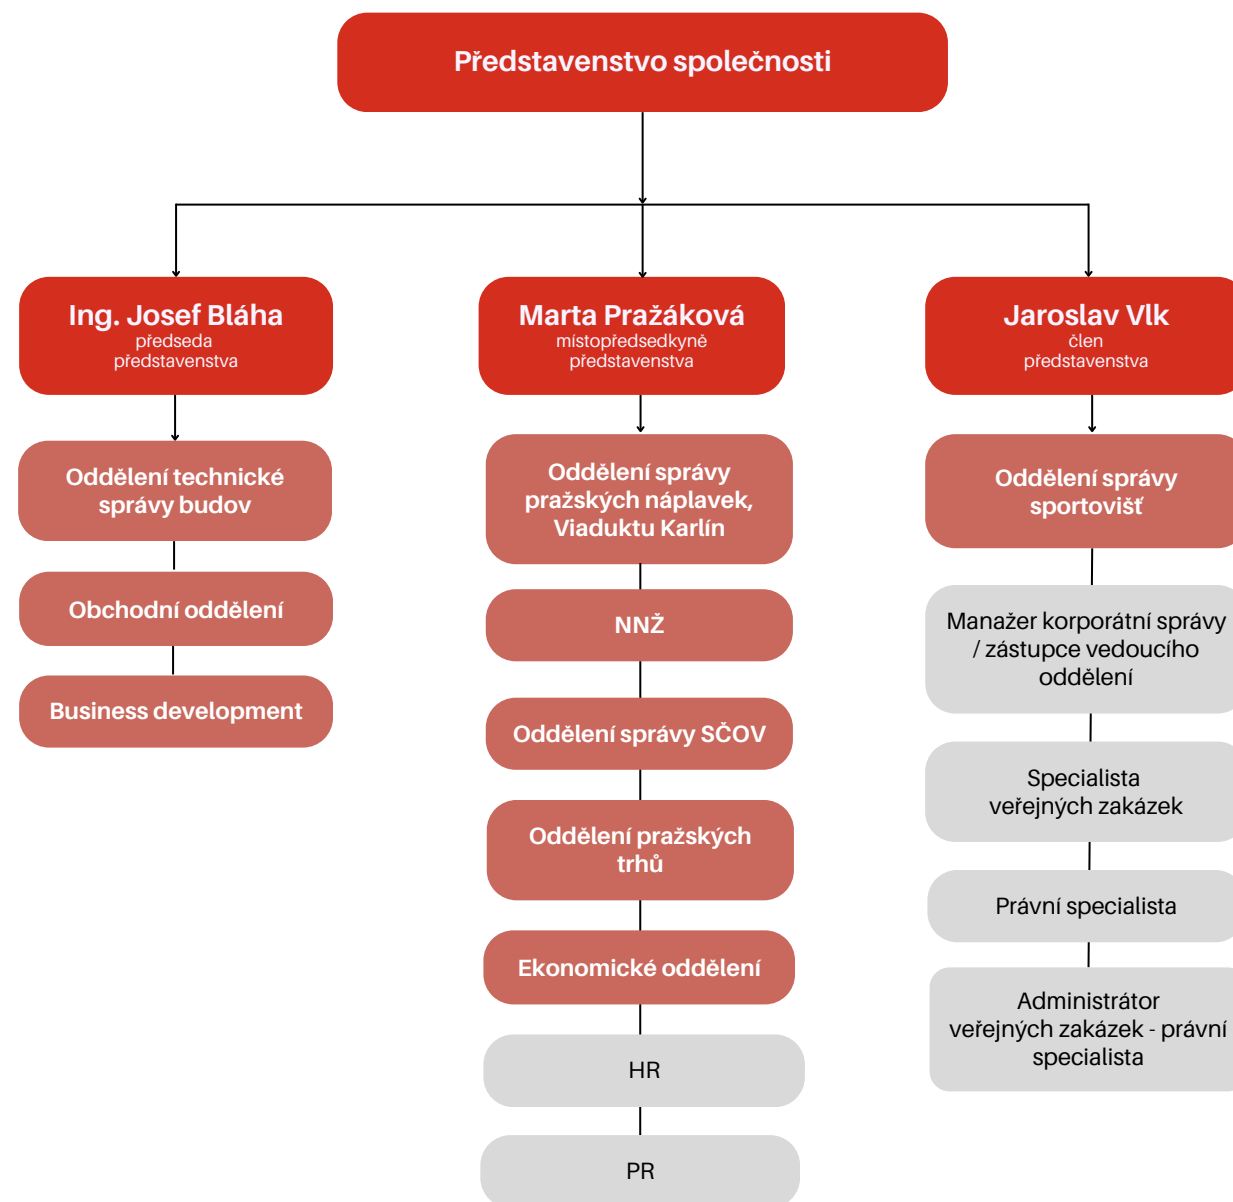 Představenstvo společnosti
Ing. Josef Bláha
předseda
představenstva
Oddělení technické
správy budov
Obchodní oddělení
Business development
Marta Pražáková
místopředsedkyně
představenstva
Oddělení správy
pražských náplavek,
Viaduktu Karlín
NNŽ
Oddělení správy SČOV
Oddělení pražských
trhů
Ekonomické oddělení
HR
PR
Jaroslav Vlk
člen
představenstva
Oddělení správy
sportovišť
Manažer korporátní správy
/ zástupce vedoucího
oddělení
Specialista
veřejných zakázek
Právní specialista
Administrátor
veřejných zakázek - právní
specialista